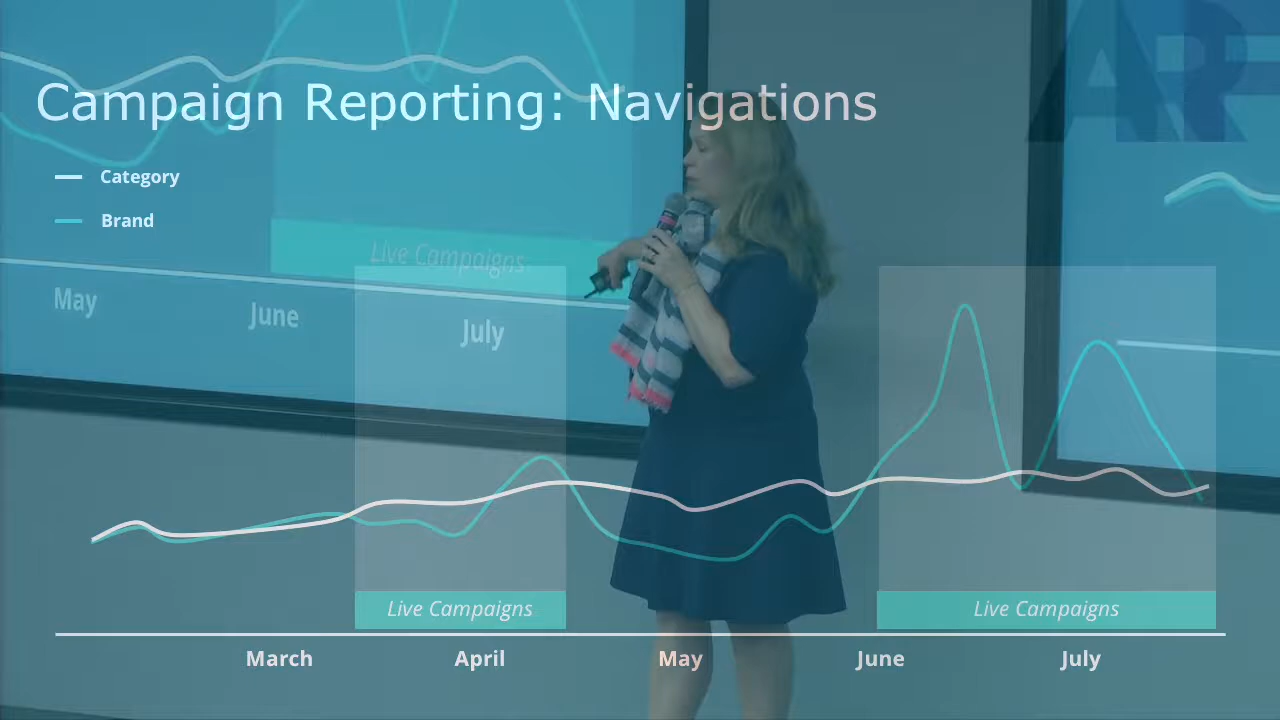 Campaign Reporting: Navigations
Category
Brand
Live Campaigns
May June July
Live Campaigns Live Campaigns
March April May June July
ARF